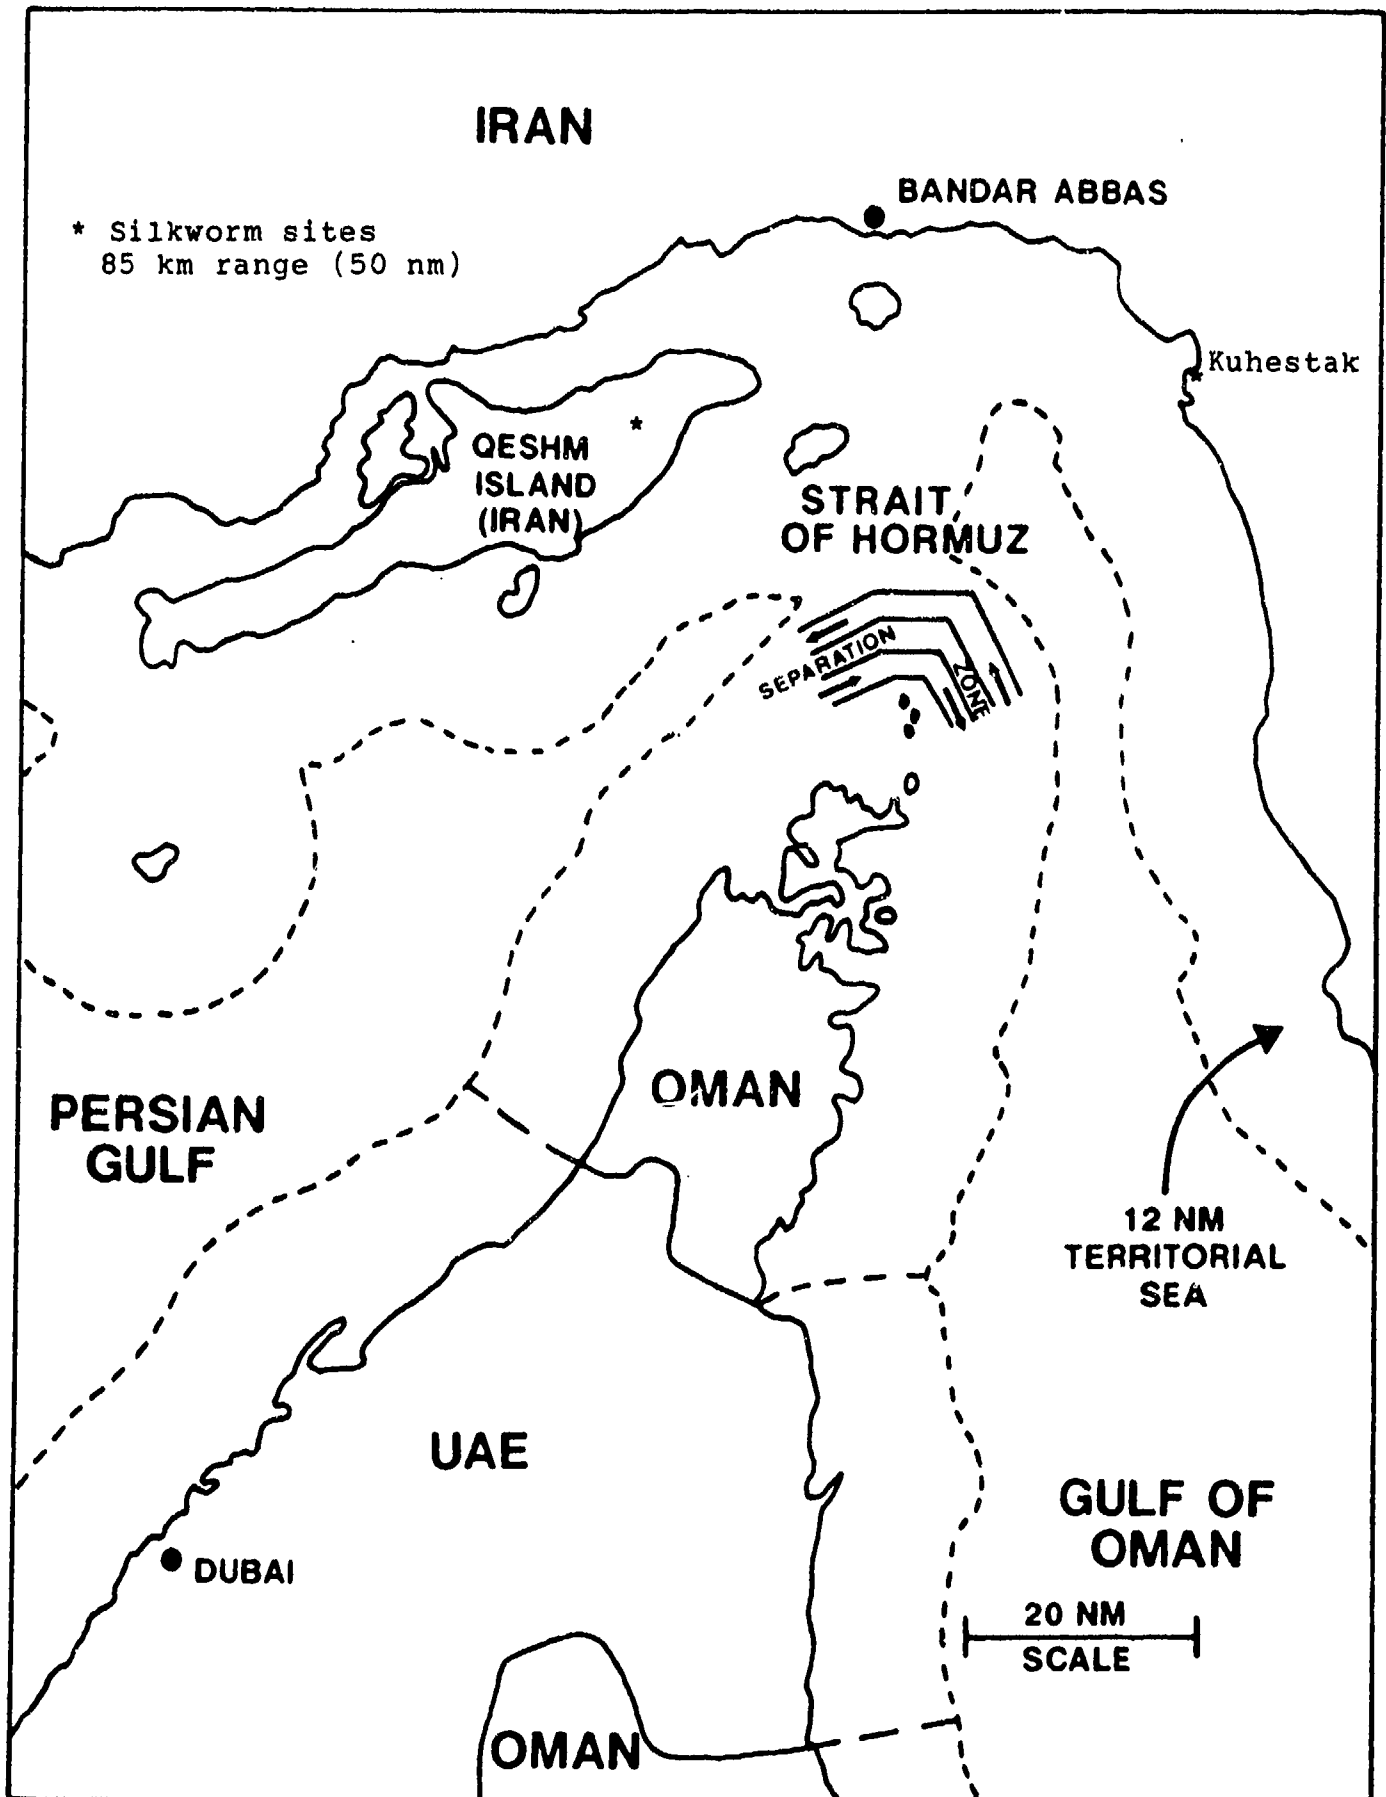 IRAN
BANDAR ABBAS
* Silkworm sites
85 km range (50 nm)
Kuhestak
*
*
QESHM
ISLAND
(IRAN)
STRAIT
OF HORMUZ
SEPARATION
ZONE
OMAN
PERSIAN
GULF
12 NM
TERRITORIAL
SEA
UAE
GULF OF
OMAN
DUBAI
20 NM
SCALE
OMAN